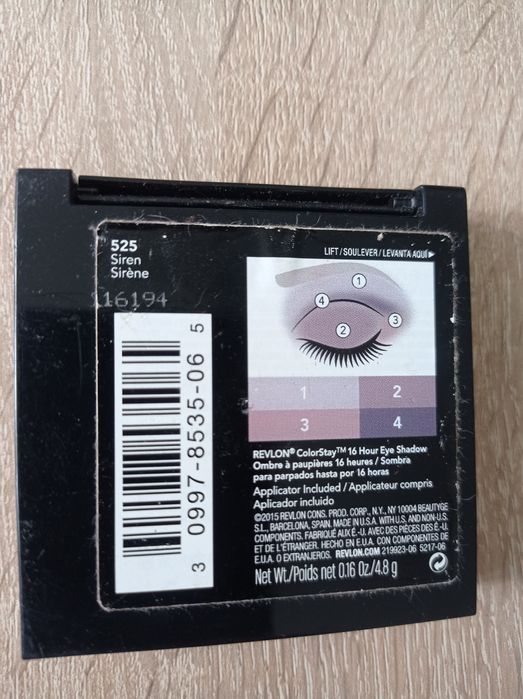 525
Siren
Sirène
116194
LIFT / SOULEVER / LEVANTA AQUÍ▶
1
4
3
2
1 2
3 4
REVLON® ColorStay™ 16 Hour Eye Shadow
Ombre à paupières 16 heures / Sombra
para parpados hasta por 16 horas
Applicator Included / Applicateur compris
Aplicador incluido
©2015 REVLON CONS. PROD. CORP., N.Y., NY 10004 BEAUTYGE
S.L., BARCELONA, SPAIN. MADE IN U.S.A. WITH U.S. AND NON-U.S.
COMPONENTS. FABRIQUÉ AUX É.-U. AVEC DES PIÈCES DES É.-U.
ET DE L'ÉTRANGER. HECHO EN E.U.A. CON COMPONENTES DE
E.U.A. O EXTRANJEROS. REVLON.COM 219923-06 5217-06
Net Wt./Poids net 0.16 Oz/4.8 g
3 0997-8535-06 5